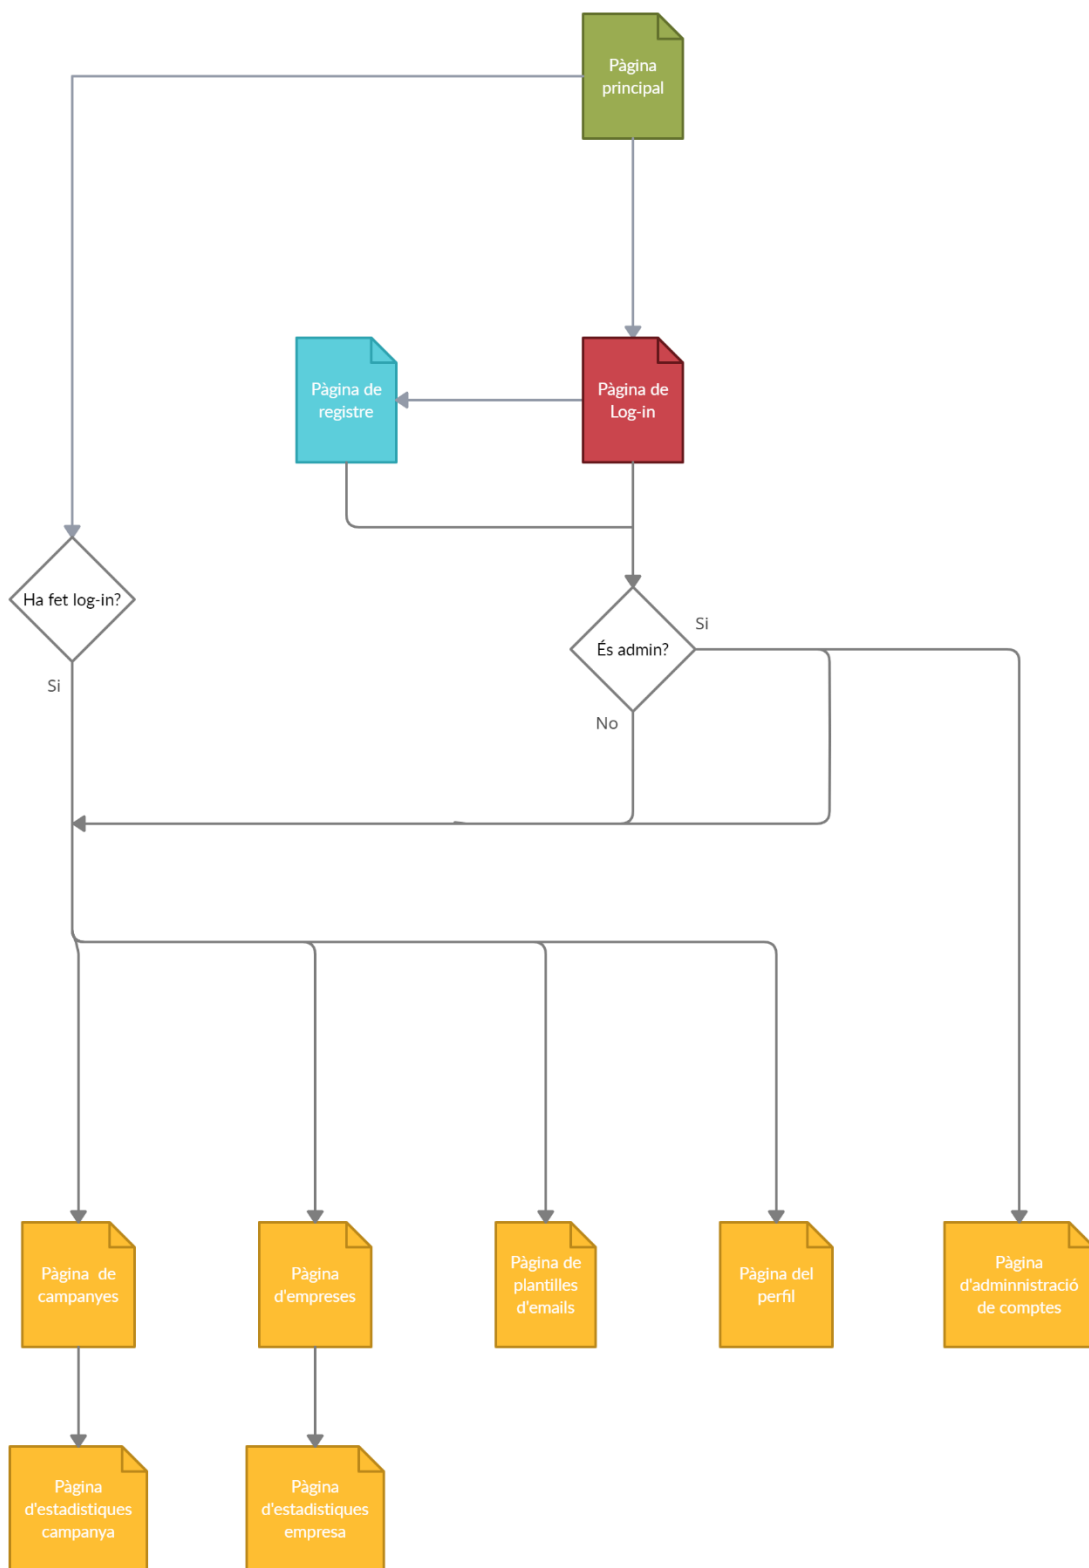 Pàgina
principal
Pàgina de
registre
Pàgina de
Log-in
Ha fet log-in?
Si
És admin?
Si
No
Pàgina de
campanyes
Pàgina
d'empreses
Pàgina de
plantilles
d'emails
Pàgina del
perfil
Pàgina
d'adminnistració
de comptes
Pàgina
d'estadistiques
campanya
Pàgina
d'estadistiques
empresa